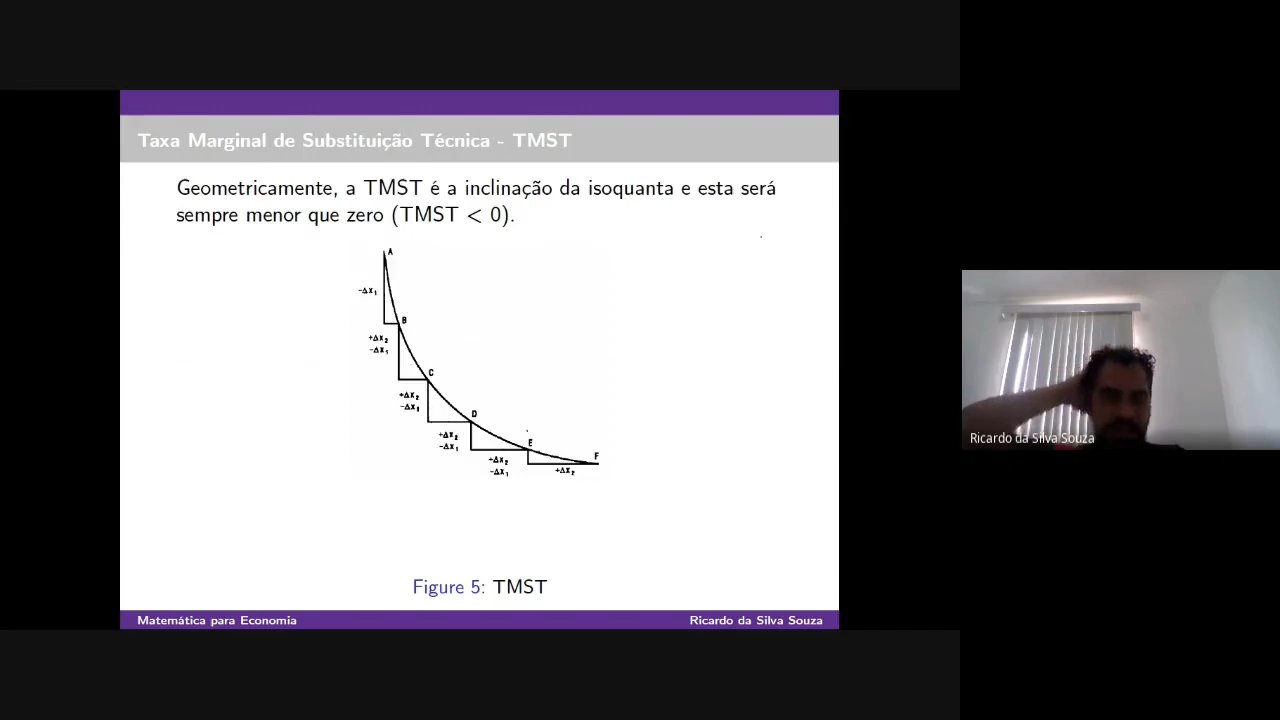 Taxa Marginal de Substituição Técnica - TMST
Geometricamente, a TMST é a inclinação da isoquanta e esta será
sempre menor que zero (TMST < 0).
A
-ΔX₁
B
+ΔX₂
-ΔX₁
C
+ΔX₂
-ΔX₁
D
+ΔX₂
-ΔX₁
E
+ΔX₂
-ΔX₁
F
+ΔX₂
Figure 5: TMST
Matemática para Economia
Ricardo da Silva Souza
Ricardo da Silva Souza